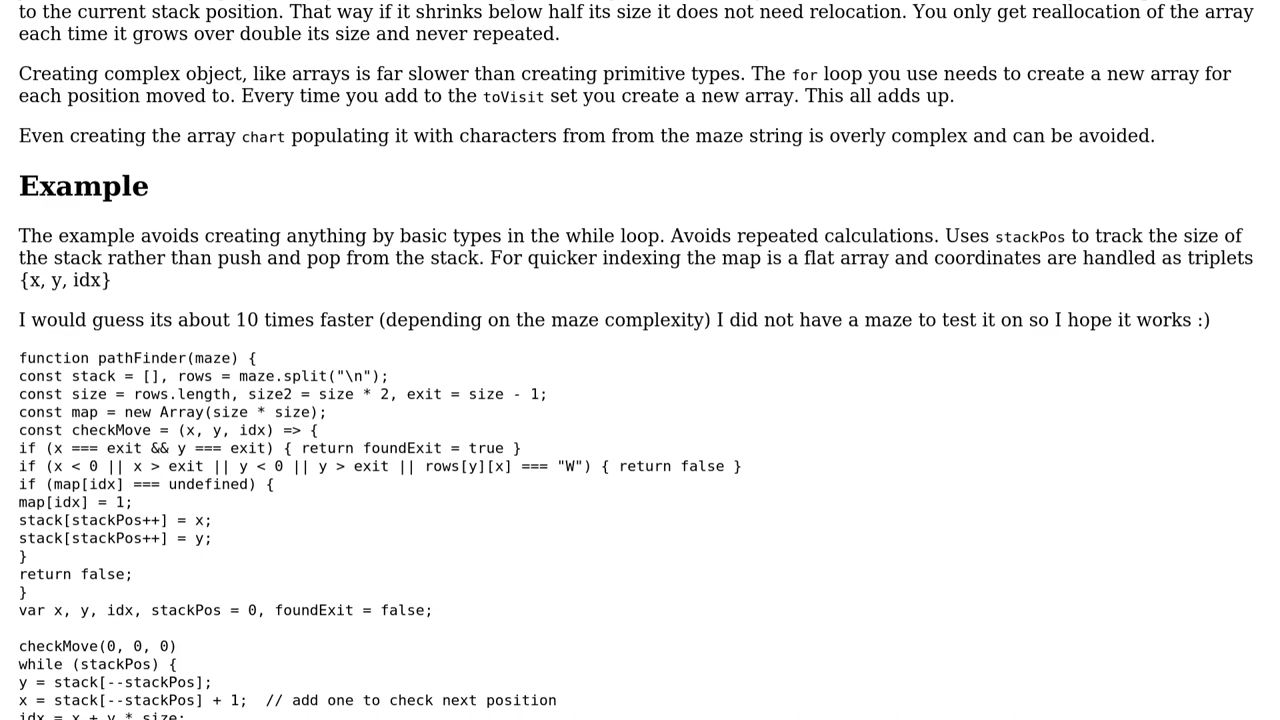 to the current stack position. That way if it shrinks below half its size it does not need relocation. You only get reallocation of the array
each time it grows over double its size and never repeated.
Creating complex object, like arrays is far slower than creating primitive types. The for loop you use needs to create a new array for
each position moved to. Every time you add to the toVisit set you create a new array. This all adds up.
Even creating the array chart populating it with characters from from the maze string is overly complex and can be avoided.
Example
The example avoids creating anything by basic types in the while loop. Avoids repeated calculations. Uses stackPos to track the size of
the stack rather than push and pop from the stack. For quicker indexing the map is a flat array and coordinates are handled as triplets
{x, y, idx}
I would guess its about 10 times faster (depending on the maze complexity) I did not have a maze to test it on so I hope it works :)
function pathFinder(maze) {
const stack = [], rows = maze.split("\n");
const size = rows.length, size2 = size * 2, exit = size - 1;
const map = new Array(size * size);
const checkMove = (x, y, idx) => {
if (x === exit && y === exit) { return foundExit = true }
if (x < 0 || x > exit || y < 0 || y > exit || rows[y][x] === "W") { return false }
if (map[idx] === undefined) {
map[idx] = 1;
stack[stackPos++] = x;
stack[stackPos++] = y;
}
return false;
}
var x, y, idx, stackPos = 0, foundExit = false;
checkMove(0, 0, 0)
while (stackPos) {
y = stack[--stackPos];
x = stack[--stackPos] + 1;  // add one to check next position
idx = x + y * size;